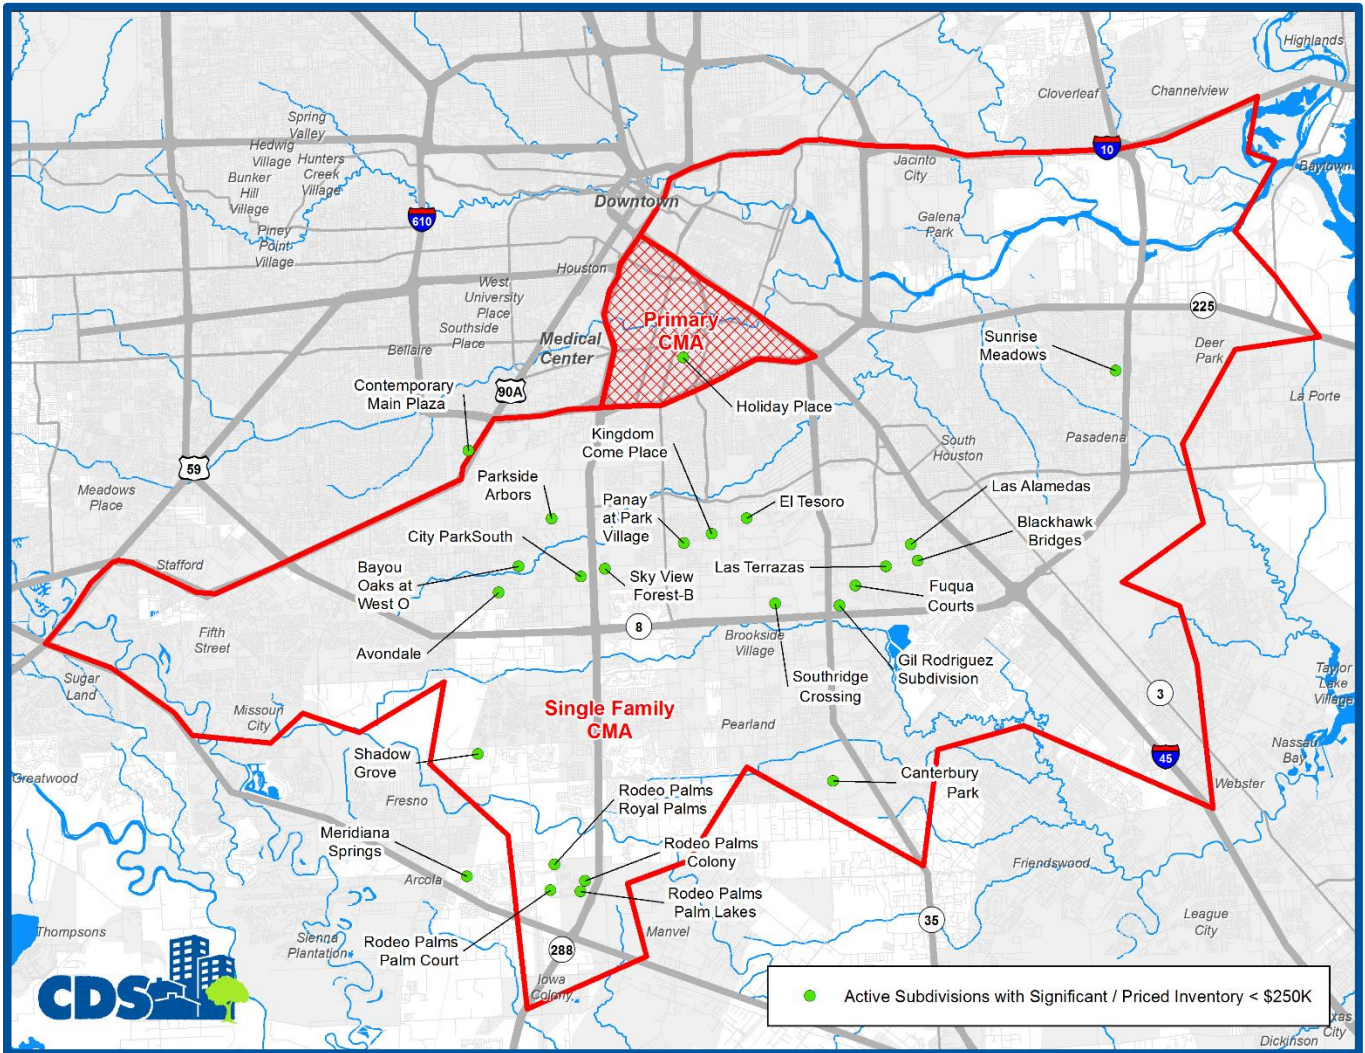 Highlands
Cloverleaf
Channelview
Spring
Valley
Hedwig
Village
Hunters
Creek
Village
Bunker
Hill
Village
Piney
Point
Village
10
Jacinto
City
Baytown
Downtown
610
Galena
Park
Houston
West
University
Place
Southside
Place
Primary
CMA
225
Medical
Center
Bellaire
Sunrise
Meadows
Deer
Park
Contemporary
Main Plaza
90A
Holiday Place
La Porte
Kingdom
Come Place
South
Houston
Pasadena
59
Meadows
Place
Parkside
Arbors
Panay
at Park
Village
El Tesoro
Las Alamedas
City ParkSouth
Blackhawk
Bridges
Stafford
Bayou
Oaks at
West O
Sky View
Forest-B
Las Terrazas
Fuqua
Courts
Fifth
Street
Avondale
8
Brookside
Village
Gil Rodriguez
Subdivision
Southridge
Crossing
Sugar
Land
Missouri
City
Single Family
CMA
Pearland
3
Taylor
Lake
Village
Nassau
Bay
45
Webster
Shadow
Grove
Greatwood
Fresno
Rodeo Palms
Royal Palms
Canterbury
Park
Meridiana
Springs
Rodeo Palms
Colony
Arcola
Friendswood
Rodeo Palms
Palm Lakes
Thompsons
Sienna
Plantation
Rodeo Palms
Palm Court
Manvel
35
League
City
288
Iowa
Colony
CDS
Active Subdivisions with Significant / Priced Inventory < $250K
City
Dickinson